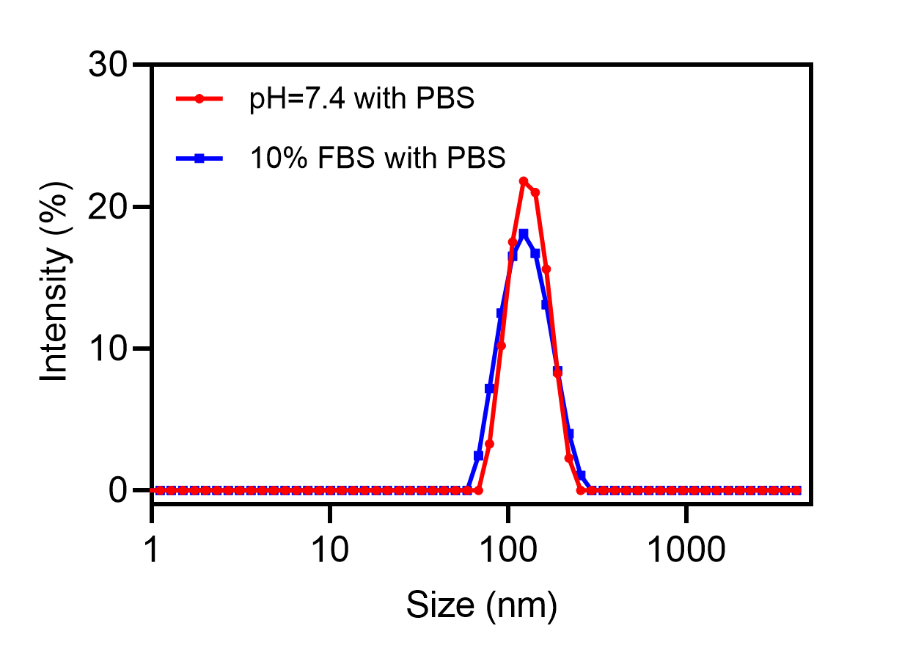 30
pH=7.4 with PBS
10% FBS with PBS
20
10
0
Intensity (%)
1 10 100 1000
Size (nm)